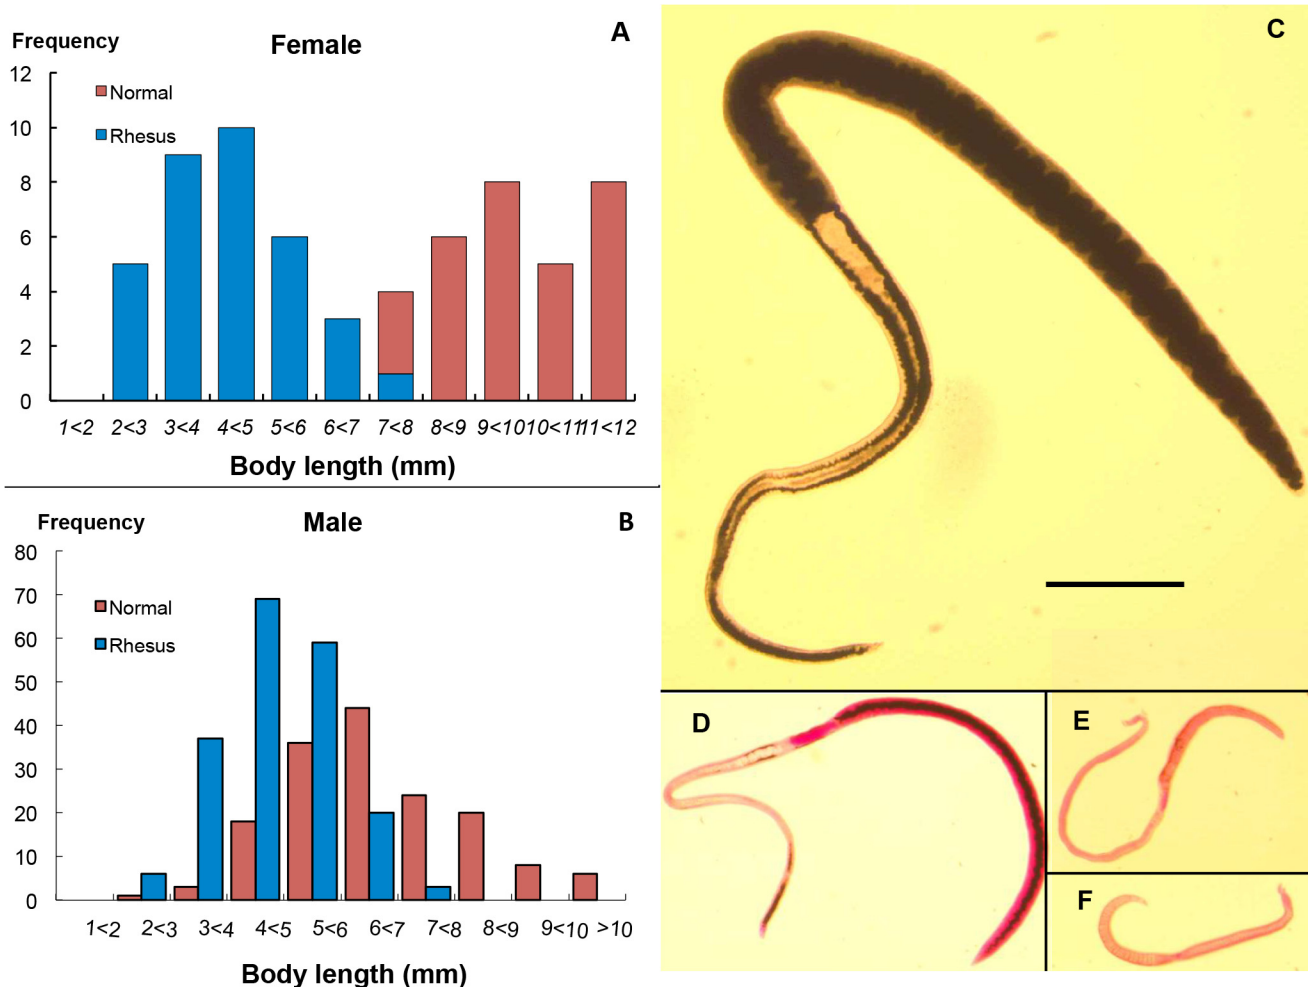 Female
A
Frequency
12
Normal
Rhesus
10
8
6
4
2
0
1<2 2<3 3<4 4<5 5<6 6<7 7<8 8<9 9<10 10<11 11<12
Body length (mm)
Male
B
Frequency
80
70
Normal
Rhesus
60
50
40
30
20
10
0
1<2 2<3 3<4 4<5 5<6 6<7 7<8 8<9 9<10 >10
Body length (mm)
C
D
E
F